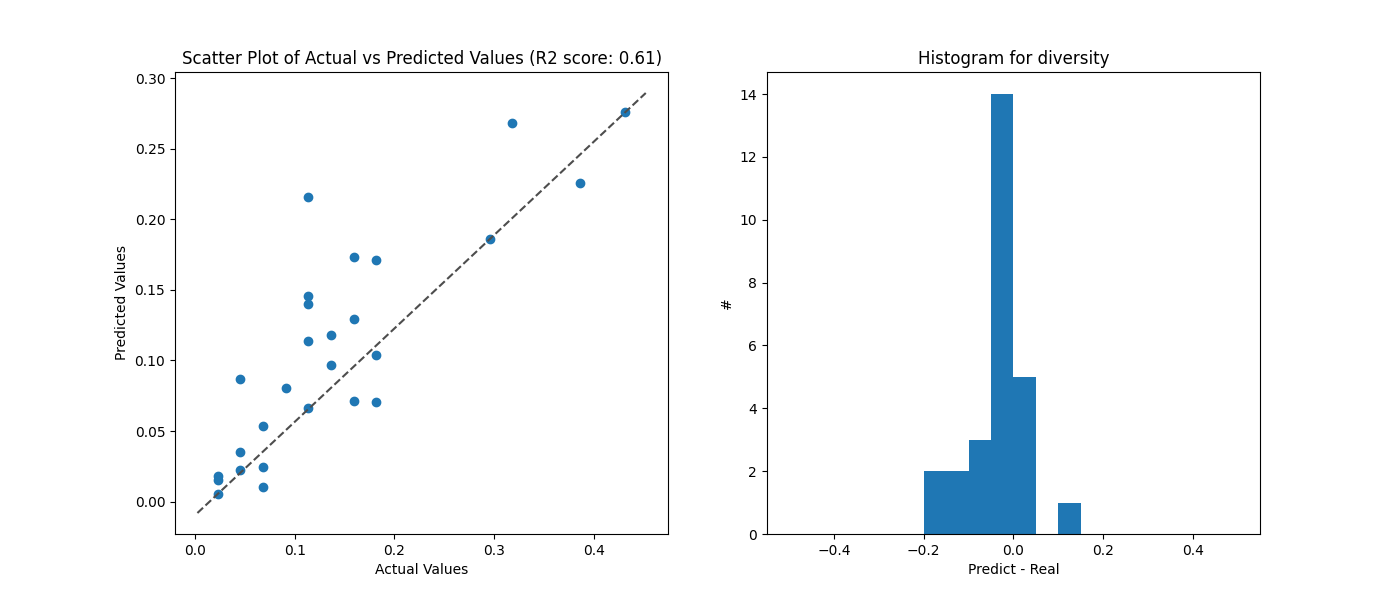 Scatter Plot of Actual vs Predicted Values (R2 score: 0.61)
0.30
0.25
0.20
0.15
0.10
0.05
0.00
Predicted Values
0.0 0.1 0.2 0.3 0.4
Actual Values
Histogram for diversity
14
12
10
8
6
4
2
0
#
−0.4 −0.2 0.0 0.2 0.4
Predict - Real